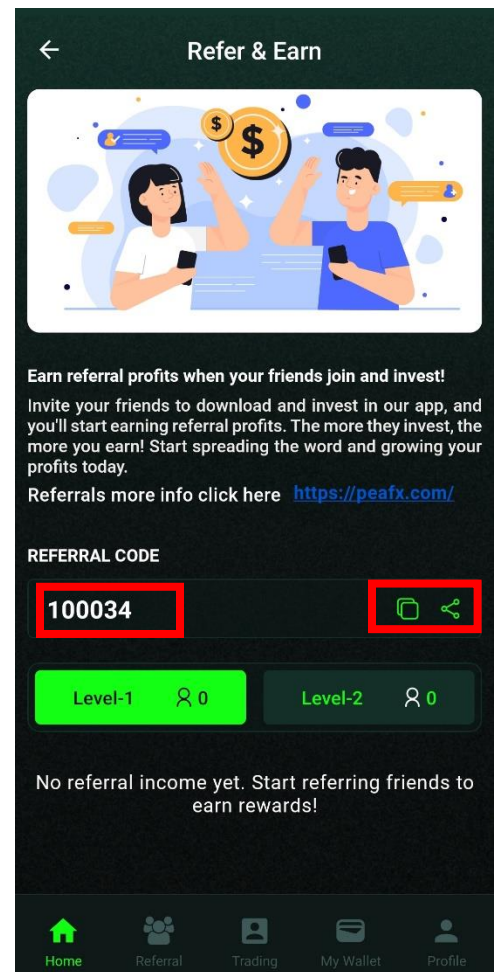 Refer & Earn
$
$
Earn referral profits when your friends join and invest!
Invite your friends to download and invest in our app, and
you'll start earning referral profits. The more they invest, the
more you earn! Start spreading the word and growing your
profits today.
Referrals more info click here https://peafx.com/
REFERRAL CODE
100034
Level-1 0 Level-2 0
No referral income yet. Start referring friends to
earn rewards!
Home Referral Trading My Wallet Profile